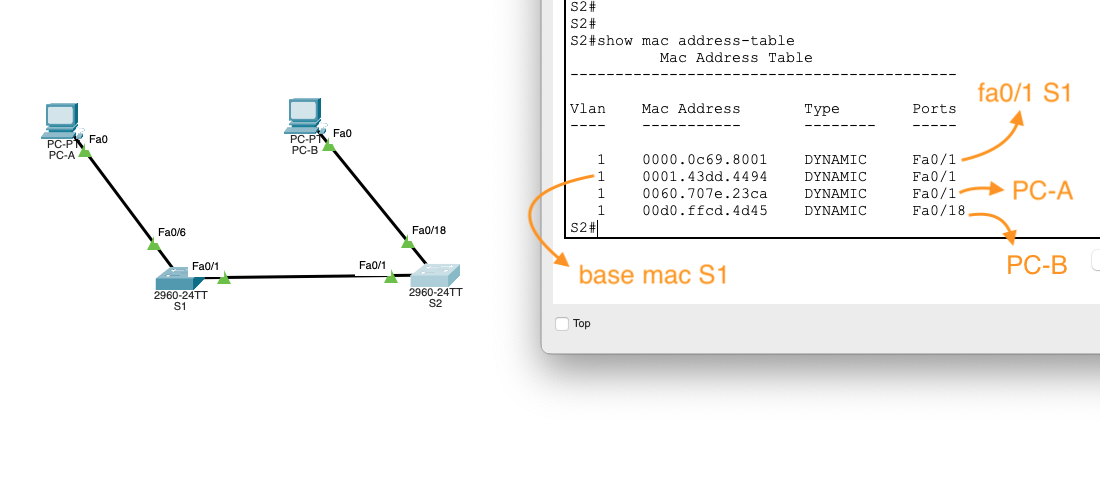 PC-PT
PC-A
Fa0
PC-PT
PC-B
Fa0
Fa0/6
Fa0/18
Fa0/1
Fa0/1
2960-24TT
S1
2960-24TT
S2
S2#
S2#
S2#show mac address-table
Mac Address Table
-------------------------------------------
Vlan Mac Address Type Ports
---- ----------- -------- -----
1 0000.0c69.8001 DYNAMIC Fa0/1
1 0001.43dd.4494 DYNAMIC Fa0/1
1 0060.707e.23ca DYNAMIC Fa0/1
1 00d0.ffcd.4d45 DYNAMIC Fa0/18
S2#
fa0/1 S1
PC-A
PC-B
base mac S1
Top